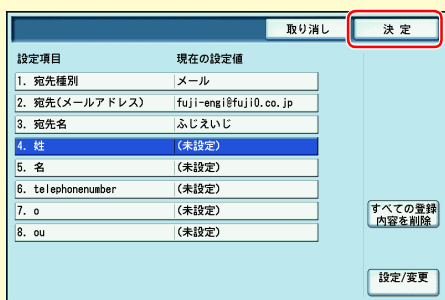 取り消し 決 定
設定項目 現在の設定値
1. 宛先種別 メール
2. 宛先(メールアドレス) fuji-engi@fuji0.co.jp
3. 宛先名 ふじえいじ
4. 姓 (未設定)
5. 名 (未設定)
6. telephonenumber (未設定)
7. o (未設定)
8. ou (未設定)
すべての登録
内容を削除
設定/変更